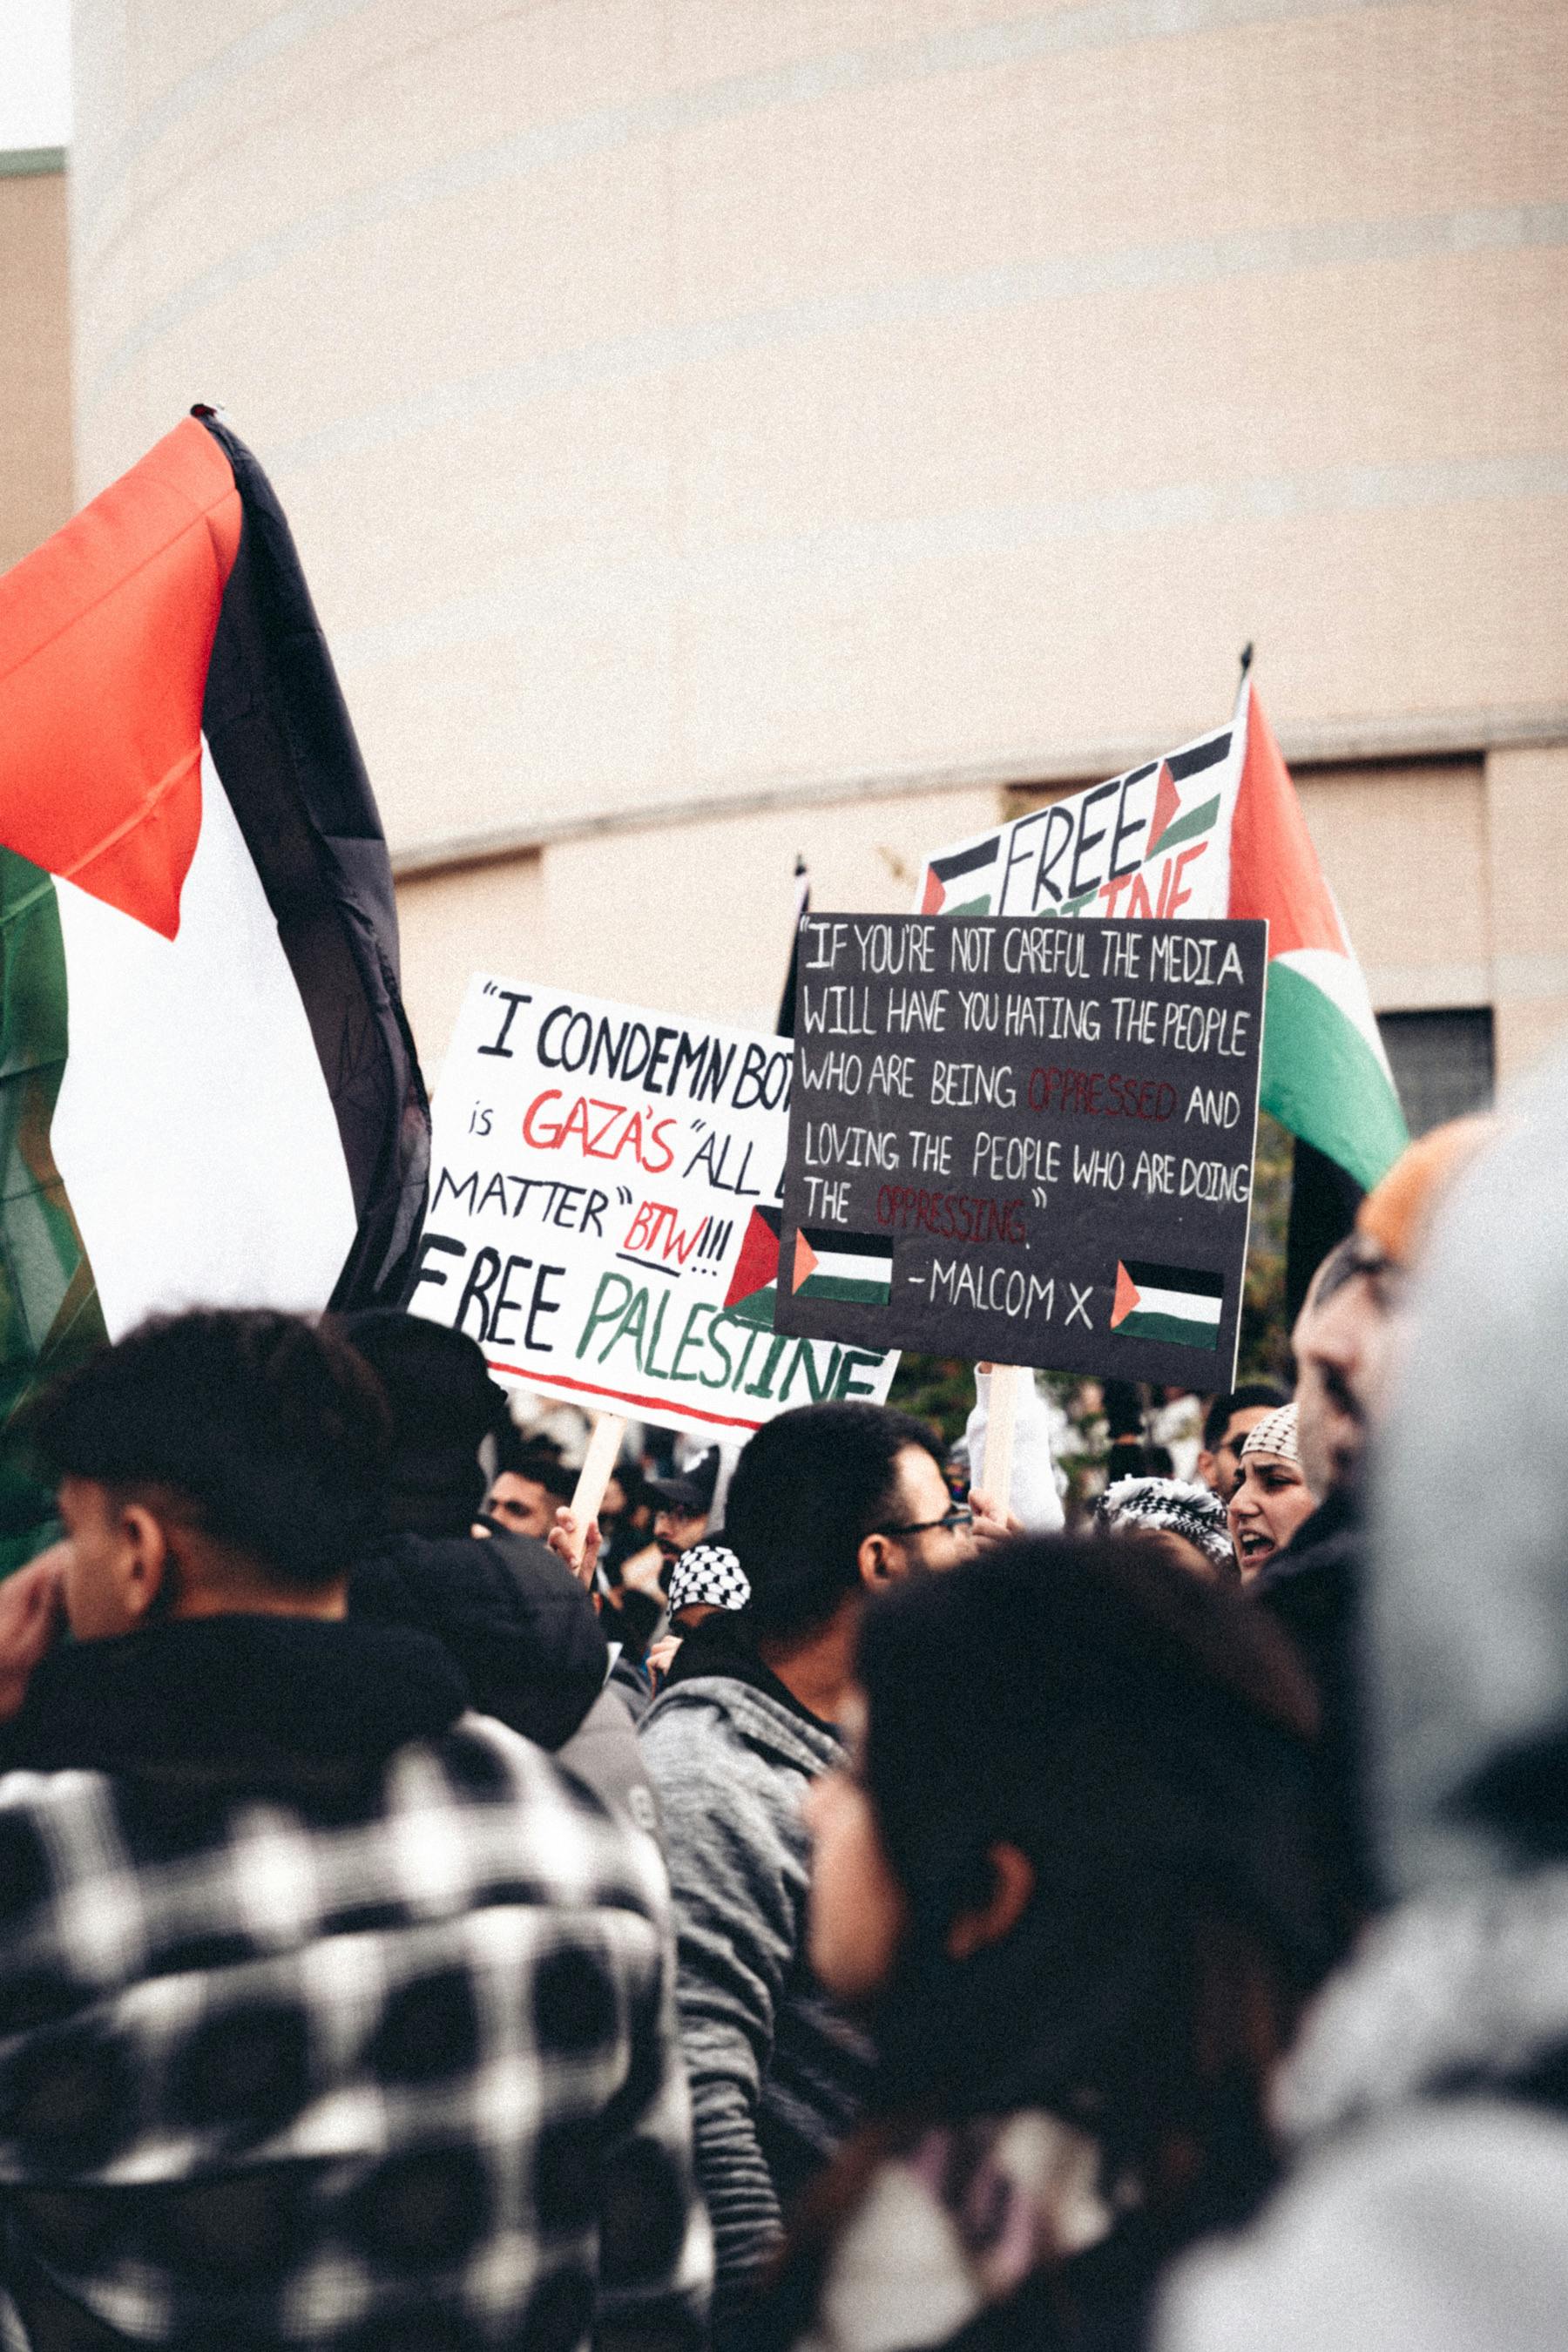 FREE
"IF YOU'RE NOT CAREFUL THE MEDIA
WILL HAVE YOU HATING THE PEOPLE
WHO ARE BEING OPPRESSED AND
LOVING THE PEOPLE WHO ARE DOING
THE OPPRESSING."
-MALCOM X
"I CONDEMN
is GAZA'S "ALL
MATTER" BTW!!!
FREE PALESTINE